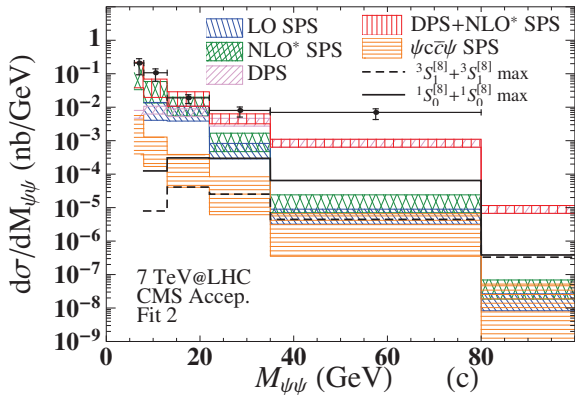 LO SPS
NLO* SPS
DPS
DPS+NLO* SPS
ψcc̅ψ SPS
³S₁^[8]+³S₁^[8] max
¹S₀^[8]+¹S₀^[8] max
dσ/dM_ψψ (nb/GeV)
1
10⁻¹
10⁻²
10⁻³
10⁻⁴
10⁻⁵
10⁻⁶
10⁻⁷
10⁻⁸
10⁻⁹
7 TeV@LHC
CMS Accep.
Fit 2
0 20 40 60 80
M_ψψ (GeV) (c)